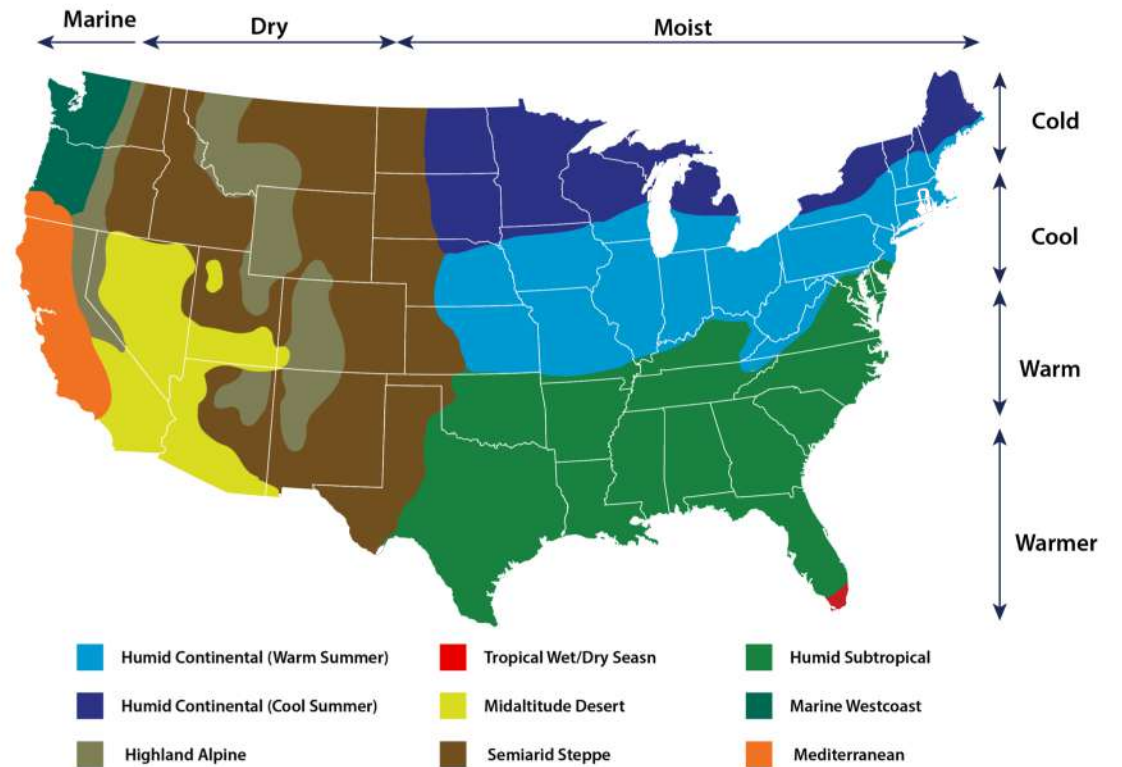 Marine
Dry
Moist
Cold
Cool
Warm
Warmer
Humid Continental (Warm Summer)
Tropical Wet/Dry Seasn
Humid Subtropical
Humid Continental (Cool Summer)
Midaltitude Desert
Marine Westcoast
Highland Alpine
Semiarid Steppe
Mediterranean